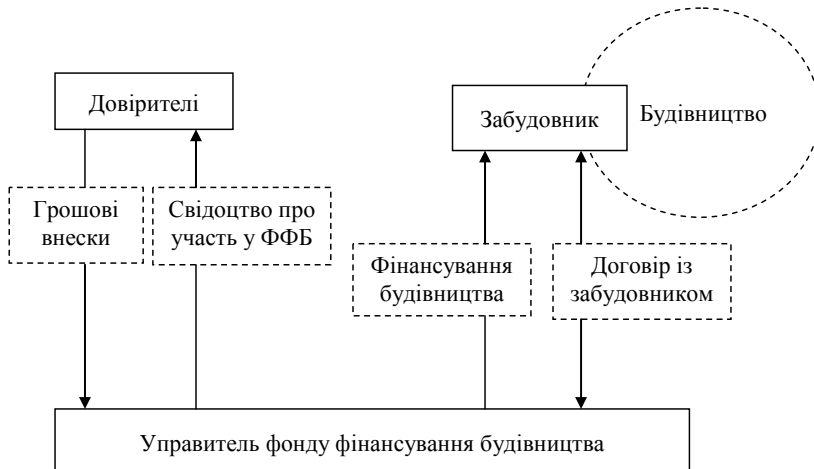 Довірителі
Забудовник
Будівництво
Грошові
внески
Свідоцтво про
участь у ФФБ
Фінансування
будівництва
Договір із
забудовником
Управитель фонду фінансування будівництва